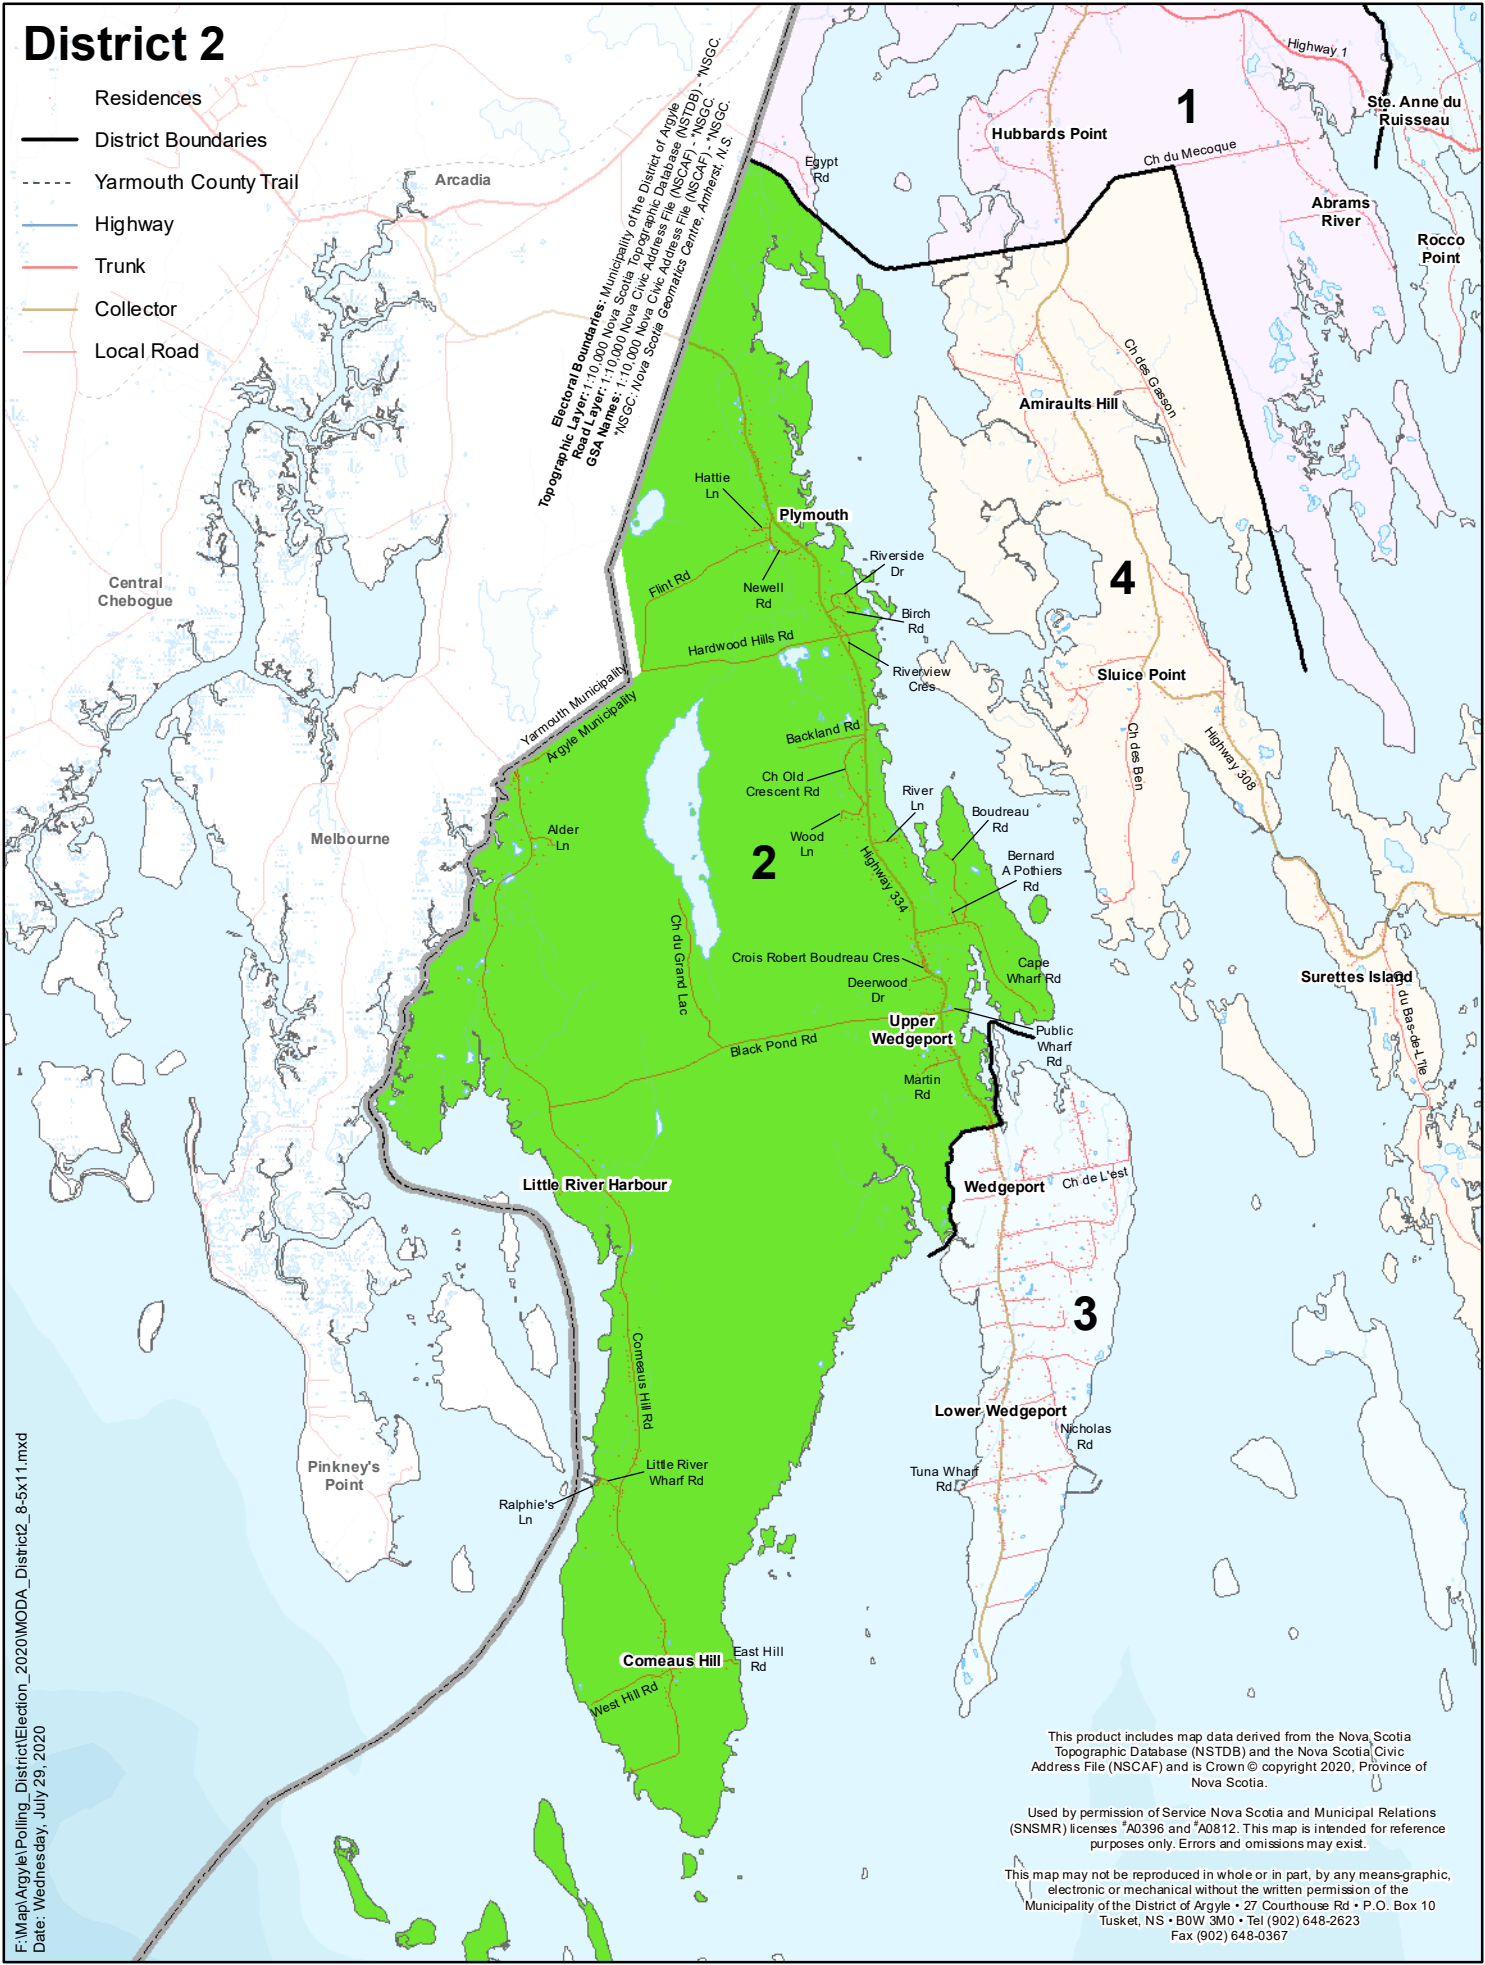 District 2
Residences
District Boundaries
Yarmouth County Trail
Highway
Trunk
Collector
Local Road
Electoral Boundaries: Municipality of the District of Argyle
Topographic Layer: 1:10,000 Nova Scotia Topographic Database (NSTDB) - *NSGC.
Road Layer: 1:10,000 Nova Civic Address File (NSCAF) - *NSGC.
GSA Names: 1:10,000 Nova Civic Address File (NSCAF) - *NSGC.
*NSGC: Nova Scotia Geomatics Centre, Amherst, N.S.
Highway 1
Ste. Anne du
Ruisseau
1
Hubbards Point
Ch du Mecoque
Egypt
Rd
Arcadia
Abrams
River
Rocco
Point
Ch des Gasson
Amiraults Hill
Hattie
Ln
Plymouth
Riverside
Dr
Central
Chebogue
Flint Rd
Newell
Rd
Birch
Rd
4
Hardwood Hills Rd
Riverview
Cres
Sluice Point
Yarmouth Municipality
Argyle Municipality
Backland Rd
Ch des Ben
Highway 308
Ch Old
Crescent Rd
River
Ln
Boudreau
Rd
Melbourne
Alder
Ln
Wood
Ln
2
Bernard
A Pothiers
Rd
Highway 334
Ch du Grand Lac
Crois Robert Boudreau Cres
Cape
Wharf Rd
Surettes Island
Deerwood
Dr
Ch du Bas-de-L'Ile
Upper
Wedgeport
Public
Wharf
Rd
Black Pond Rd
Martin
Rd
Little River Harbour
Wedgeport
Ch de L'est
3
Comeaus Hill Rd
Lower Wedgeport
Nicholas
Rd
Pinkney's
Point
Little River
Wharf Rd
Tuna Wharf
Rd
Ralphie's
Ln
Comeaus Hill
East Hill
Rd
West Hill Rd
F:\Map\Argyle\Polling_District\Election_2020\MODA_District2_8-5x11.mxd
Date: Wednesday, July 29, 2020
This product includes map data derived from the Nova Scotia
Topographic Database (NSTDB) and the Nova Scotia Civic
Address File (NSCAF) and is Crown © copyright 2020, Province of
Nova Scotia.
Used by permission of Service Nova Scotia and Municipal Relations
(SNSMR) licenses #A0396 and #A0812. This map is intended for reference
purposes only. Errors and omissions may exist.
This map may not be reproduced in whole or in part, by any means-graphic,
electronic or mechanical without the written permission of the
Municipality of the District of Argyle • 27 Courthouse Rd • P.O. Box 10
Tusket, NS • B0W 3M0 • Tel (902) 648-2623
Fax (902) 648-0367